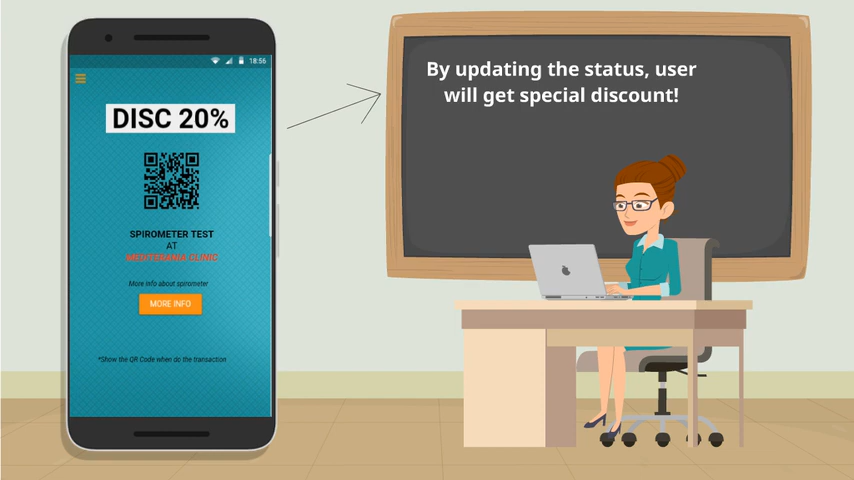 18:56
DISC 20%
SPIROMETER TEST
AT
MEDITERANIA CLINIC
More info about spirometer
MORE INFO
*Show the QR Code when do the transaction
By updating the status, user
will get special discount!